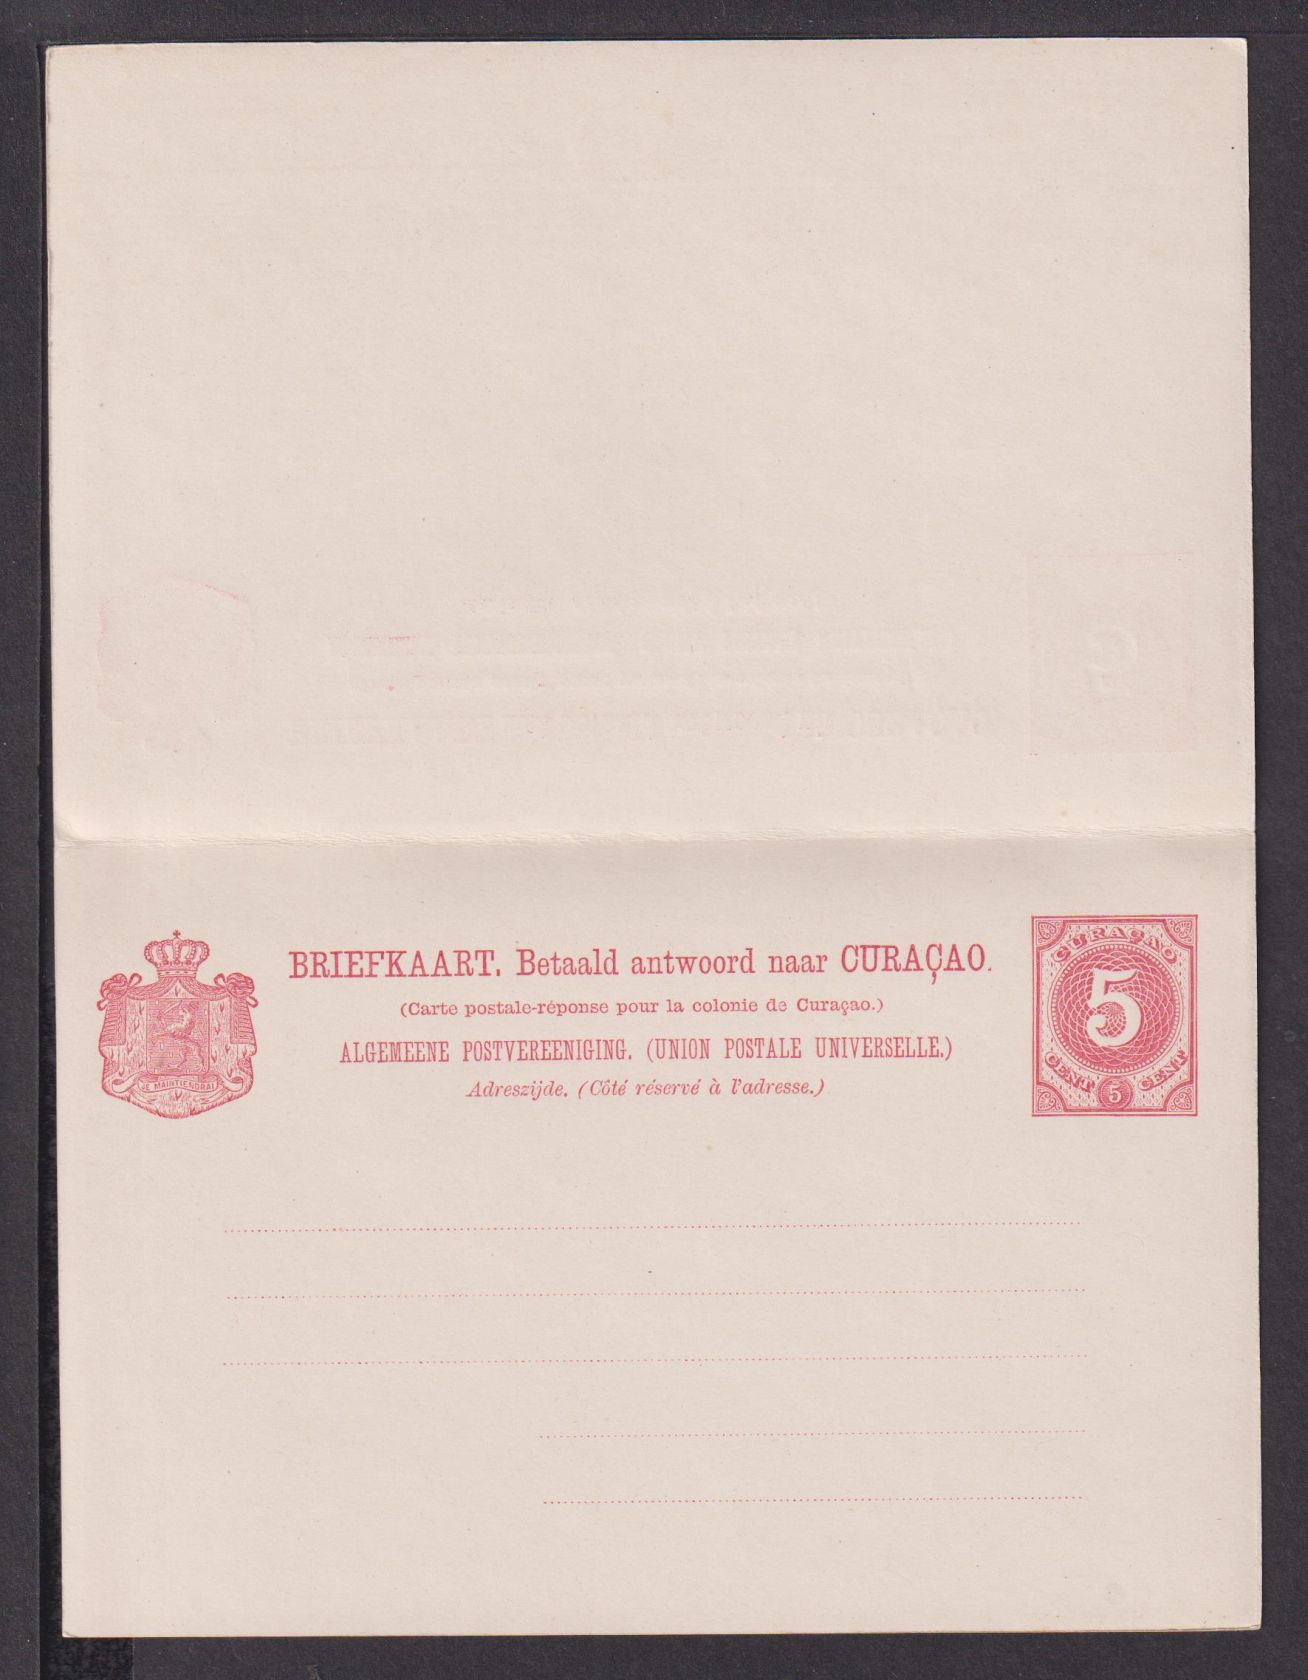 BRIEFKAART. Betaald antwoord naar CURAÇAO.
(Carte postale-réponse pour la colonie de Curaçao.)
ALGEMEENE POSTVEREENIGING. (UNION POSTALE UNIVERSELLE.)
Adreszijde. (Côté réservé à l'adresse.)
JE MAINTIENDRAI
CURAÇAO
5
CENT 5 CENT